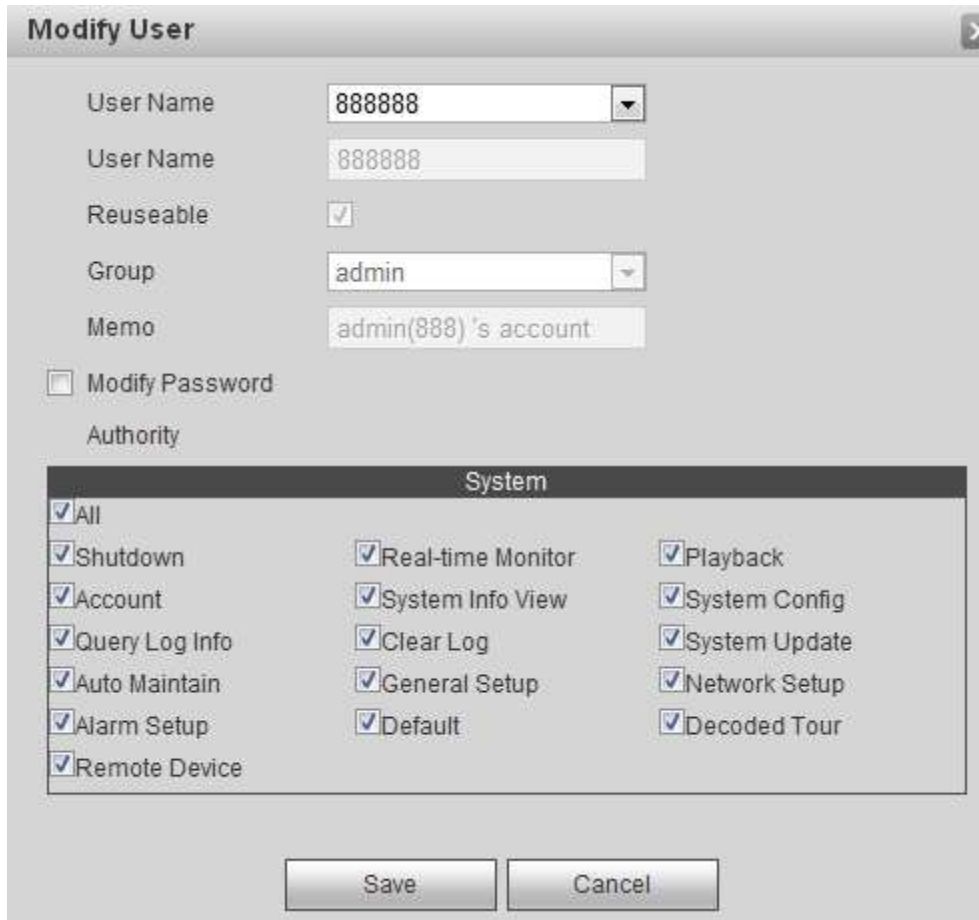 Modify User
User Name 888888
User Name 888888
Reuseable
Group admin
Memo admin(888) 's account
Modify Password
Authority
System
All
Shutdown Real-time Monitor Playback
Account System Info View System Config
Query Log Info Clear Log System Update
Auto Maintain General Setup Network Setup
Alarm Setup Default Decoded Tour
Remote Device
Save Cancel